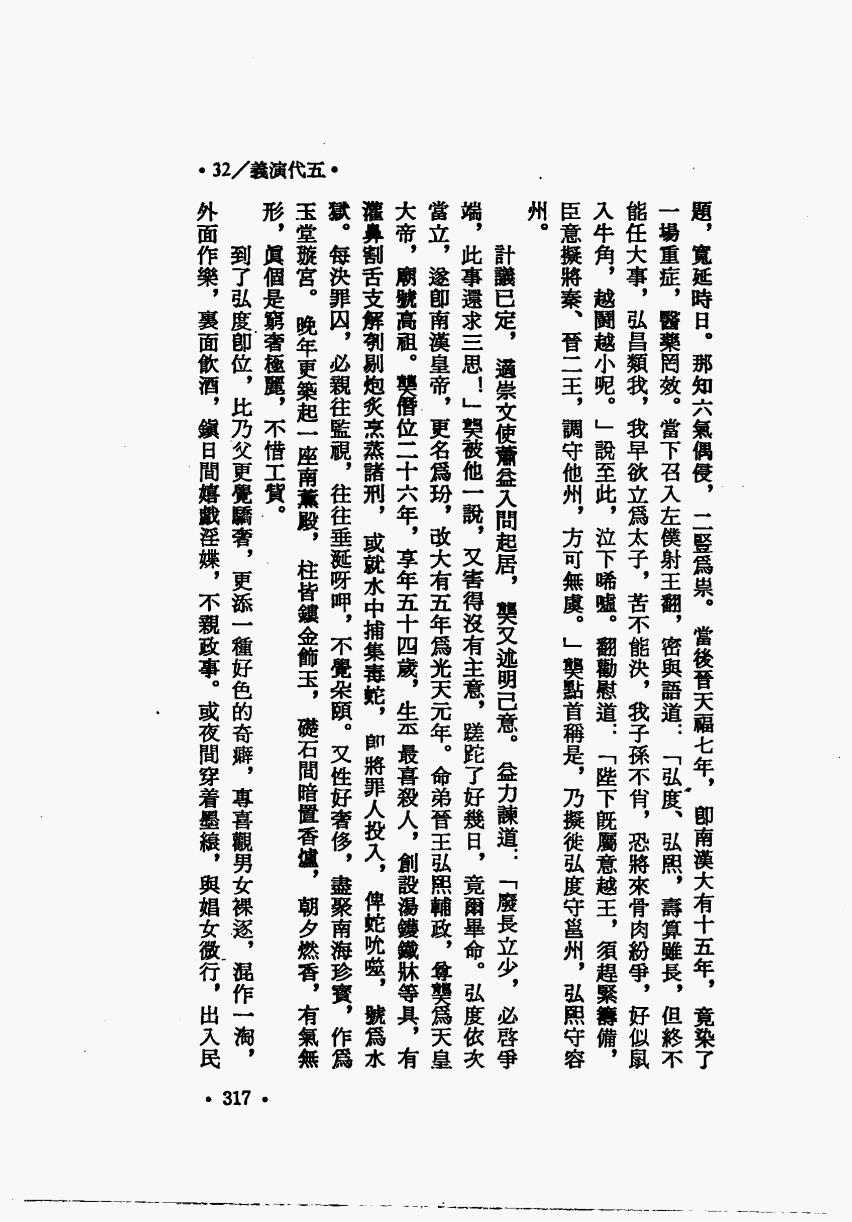 •32／義演代五•
題，寬延時日。那知六氣偶侵，二豎爲祟。當後晉天福七年，卽南漢大有十五年，竟染了
一場重症，醫藥罔效。當下召入左僕射王翻，密與語道：「弘度、弘熙，壽算雖長，但終不
能任大事，弘昌類我，我早欲立爲太子，苦不能決，我子孫不肖，恐將來骨肉紛爭，好似鼠
入牛角，越鬭越小呢。」說至此，泣下唏噓。翻勸慰道：「陛下旣屬意越王，須趕緊籌備，
臣意擬將秦、晉二王，調守他州，方可無虞。」龑點首稱是，乃擬徙弘度守邕州，弘熙守容
州。
計議已定，適崇文使蕭益入問起居，龑又述明己意。益力諫道：「廢長立少，必啓爭
端，此事還求三思！」龑被他一說，又害得沒有主意，蹉跎了好幾日，竟爾畢命。弘度依次
當立，遂卽南漢皇帝，更名爲玢，改大有五年爲光天元年。命弟晉王弘熙輔政，尊龑爲天皇
大帝，廟號高祖。龑僭位二十六年，享年五十四歲，生平最喜殺人，創設湯鑊鐵牀等具，有
灌鼻割舌支解刳剔炮炙烹蒸諸刑，或就水中捕集毒蛇，卽將罪人投入，俾蛇吮噬，號爲水
獄。每決罪囚，必親往監視，往往垂涎呀呷，不覺朵頤。又性好奢侈，盡聚南海珍寶，作爲
玉堂璇宮。晚年更築起一座南薰殿，柱皆鏤金飾玉，礎石間暗置香爐，朝夕燃香，有氣無
形，眞個是窮奢極麗，不惜工貲。
到了弘度卽位，比乃父更覺驕奢，更添一種好色的奇癖，專喜觀男女裸逐，混作一淘，
外面作樂，裏面飲酒，鎭日間嬉戲淫媟，不親政事。或夜間穿着墨縗，與娼女微行，出入民
•317•